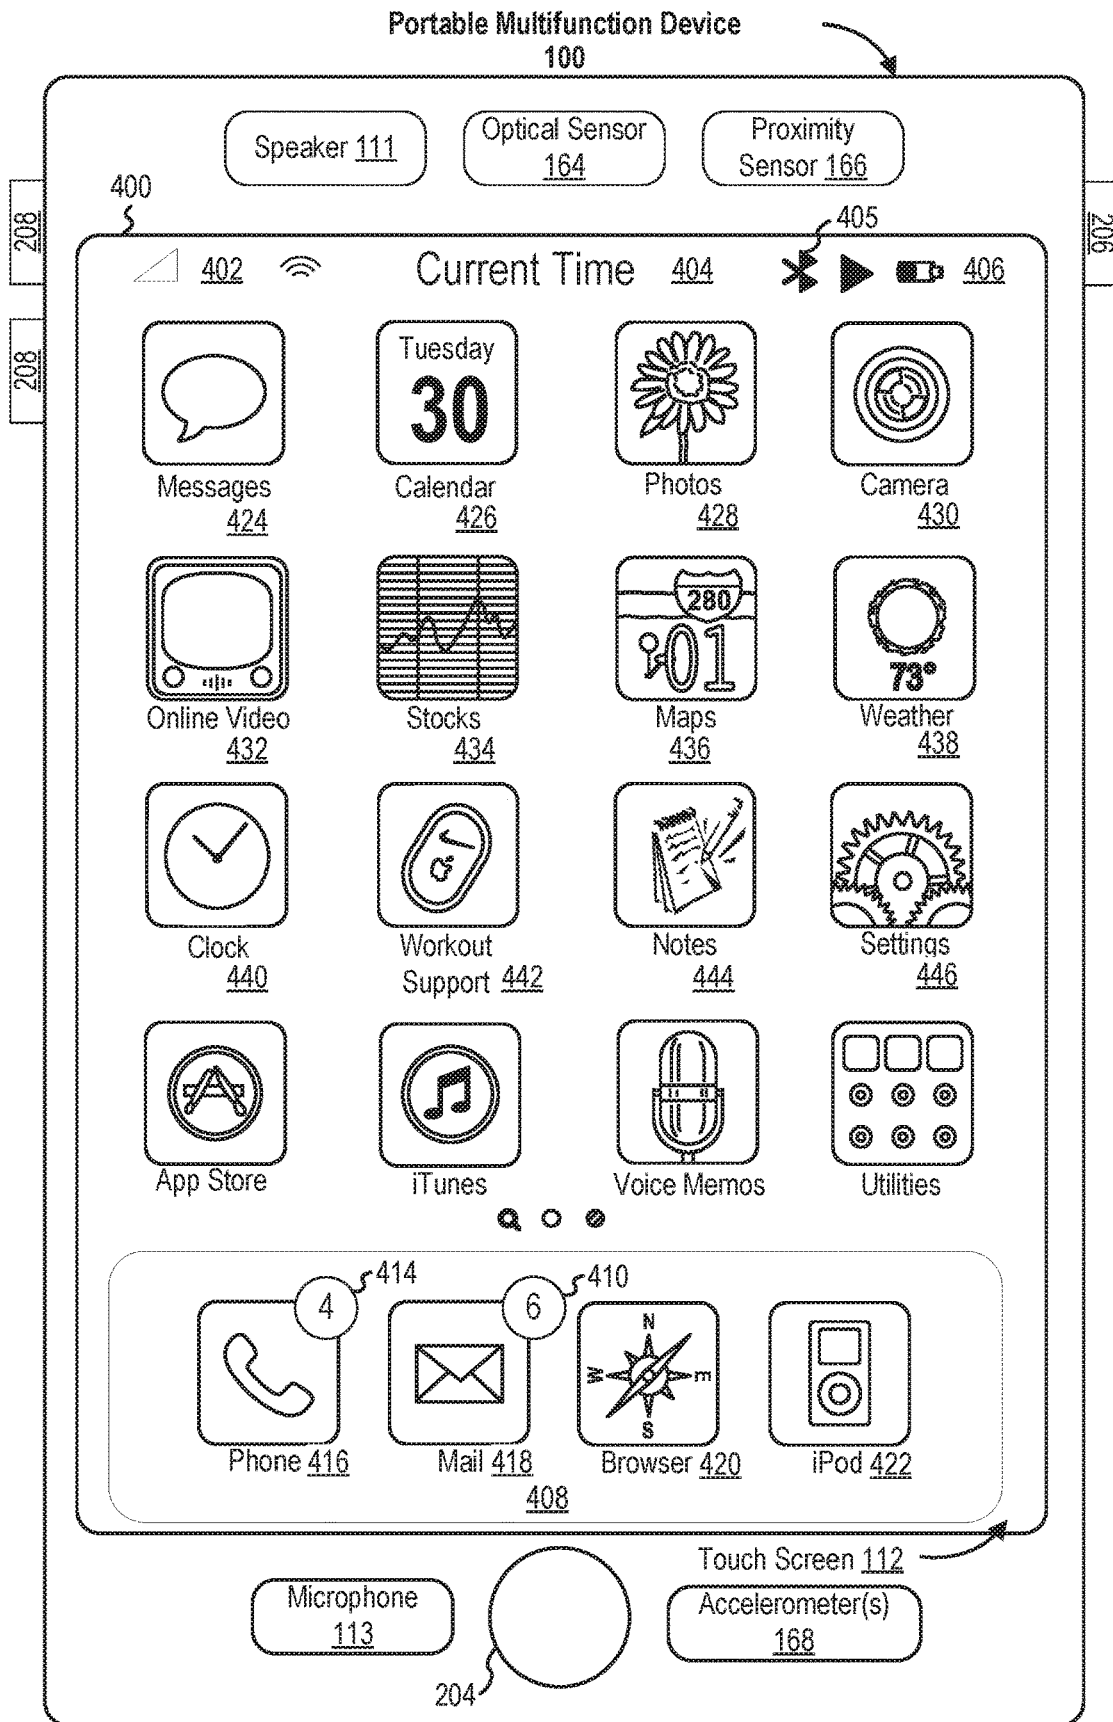 Portable Multifunction Device
100
Speaker 111
Optical Sensor
164
Proximity
Sensor 166
400
405
208
206
208
402
Current Time
404
406
Tuesday
30
Messages
424
Calendar
426
Photos
428
Camera
430
280
01
73°
Online Video
432
Stocks
434
Maps
436
Weather
438
Clock
440
Workout
Support 442
Notes
444
Settings
446
App Store
iTunes
Voice Memos
Utilities
4
414
6
410
N
W
E
S
Phone 416
Mail 418
Browser 420
iPod 422
408
Touch Screen 112
Microphone
113
Accelerometer(s)
168
204